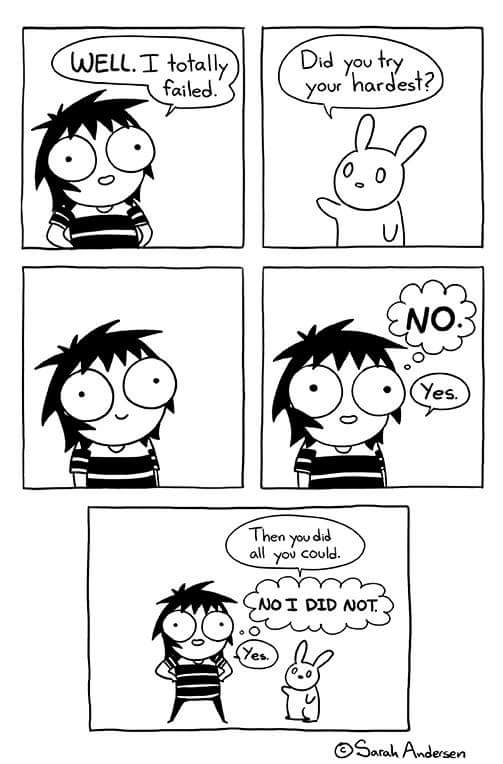 WELL. I totally
failed.
Did you try
your hardest?
NO.
Yes.
Then you did
all you could.
NO I DID NOT.
Yes.
© Sarah Andersen